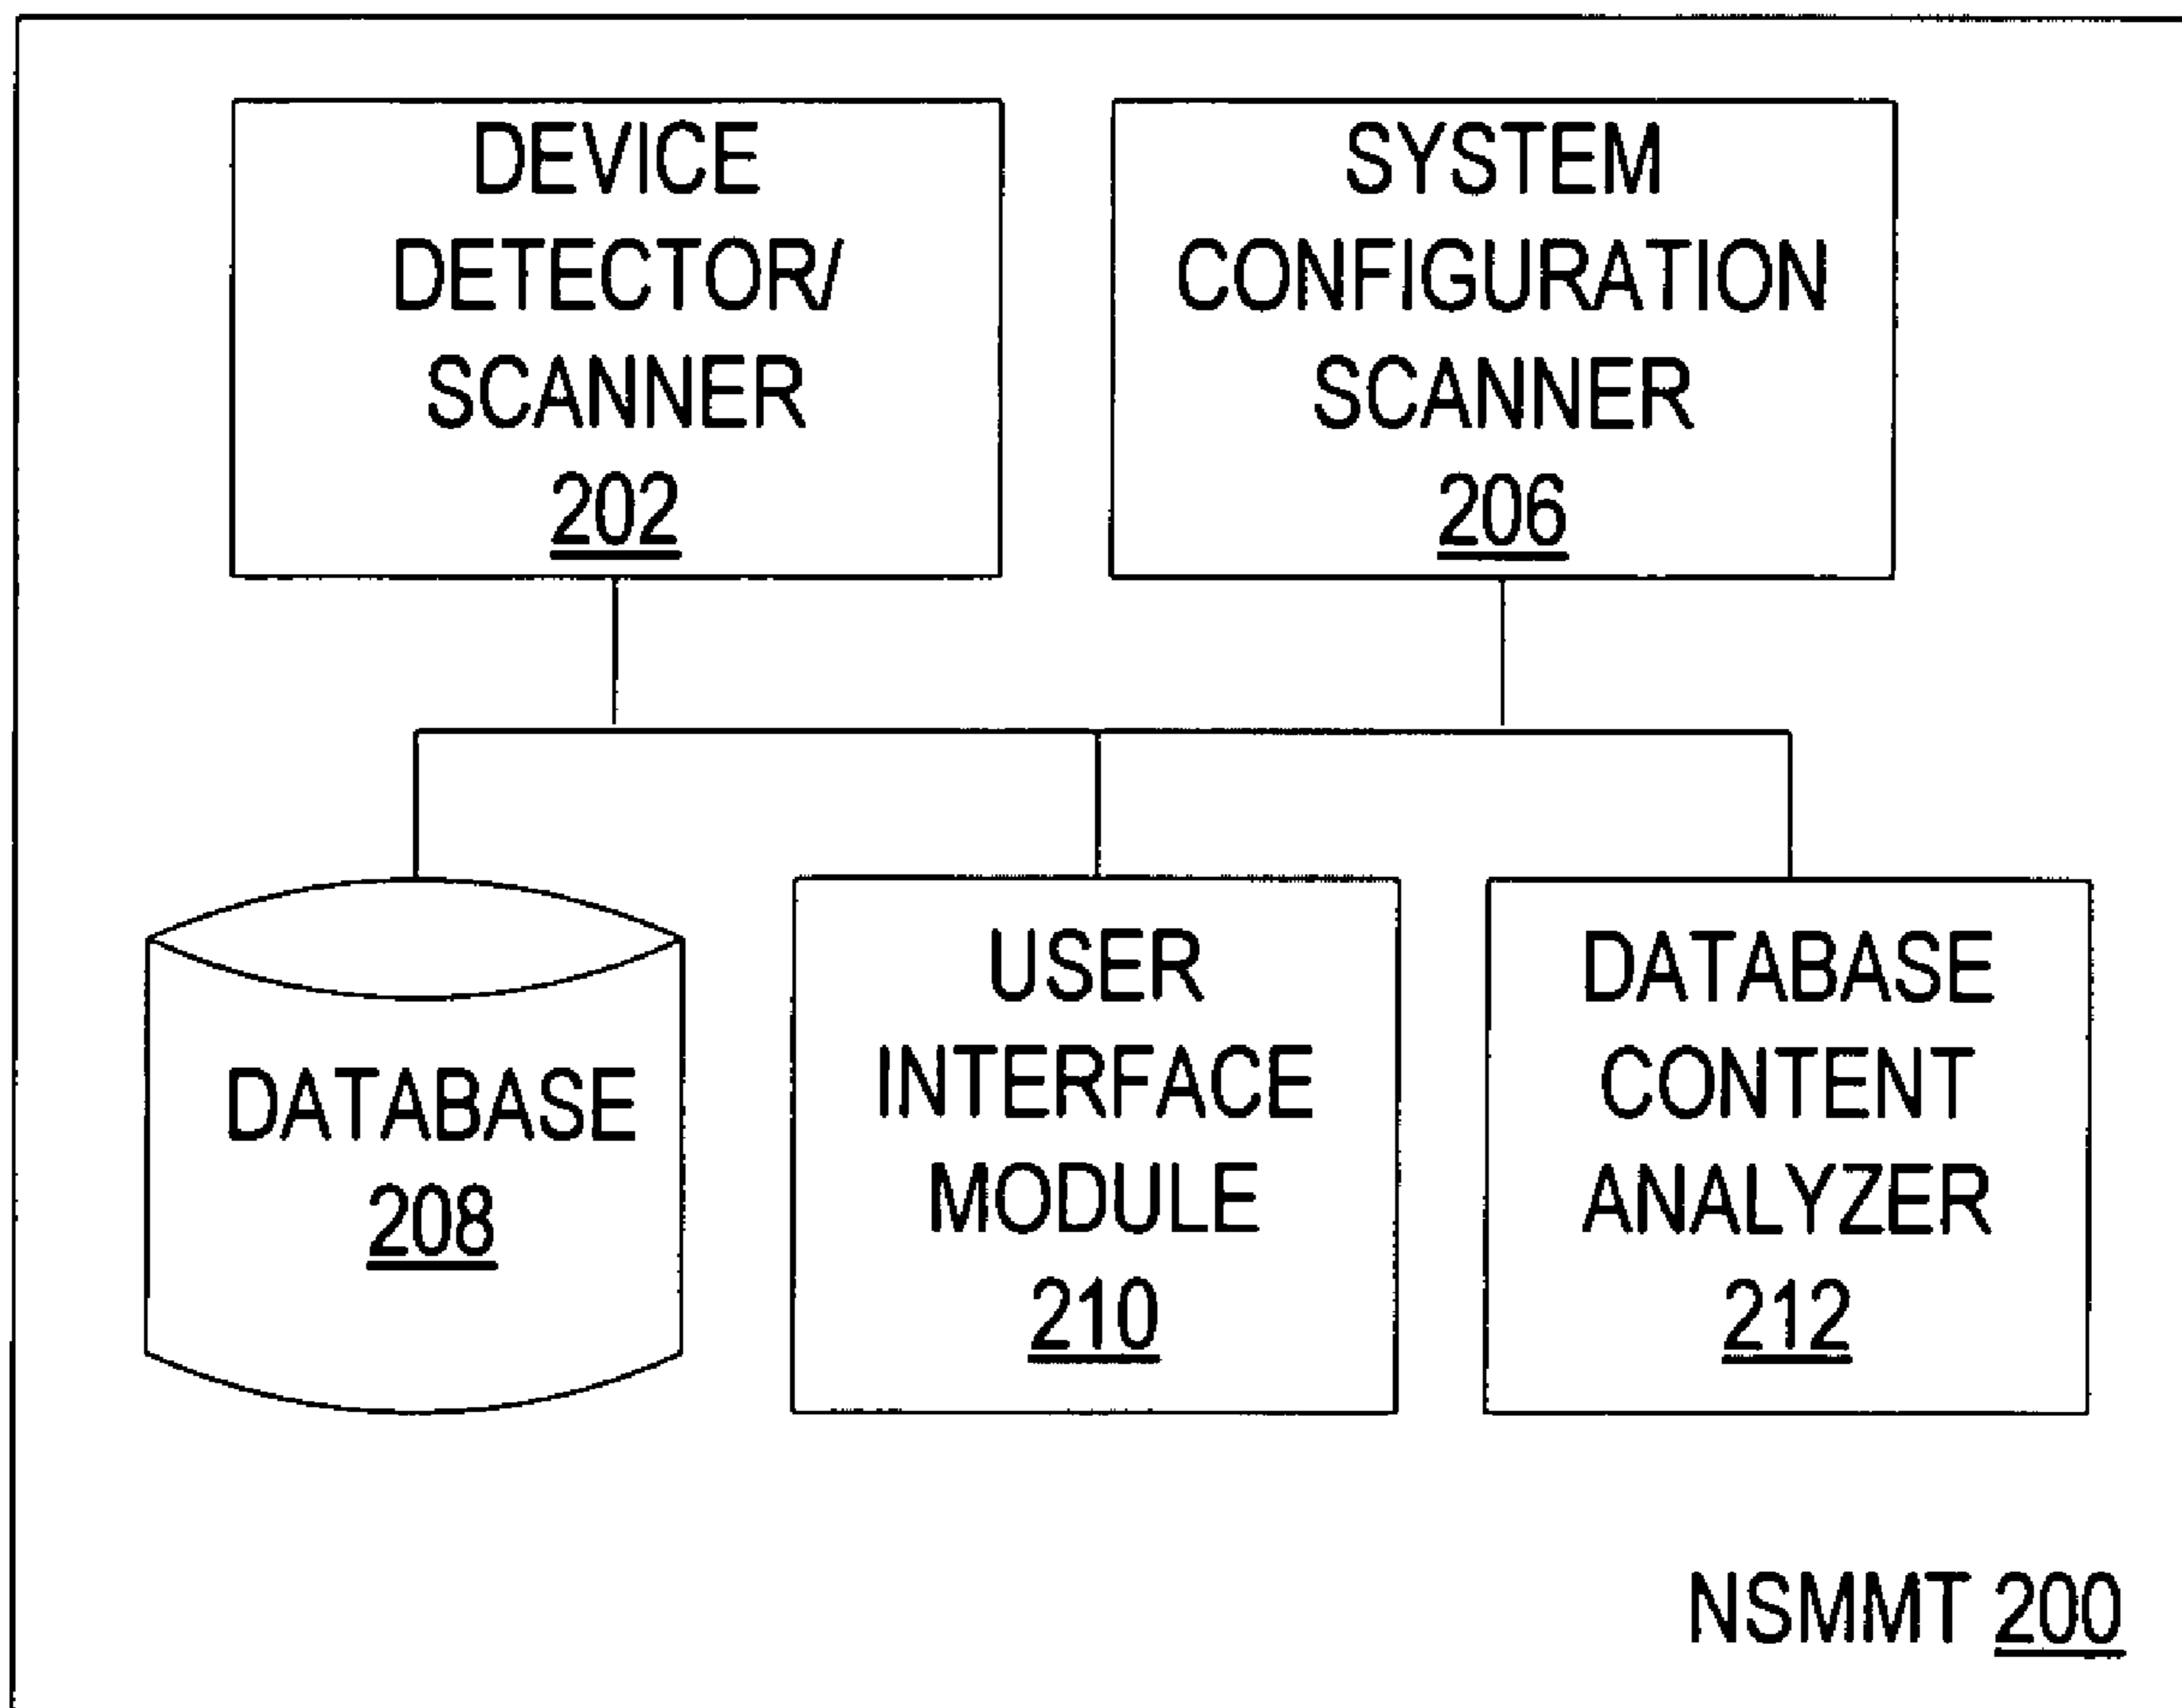 DEVICE
DETECTOR/
SCANNER
202
SYSTEM
CONFIGURATION
SCANNER
206
DATABASE
208
USER
INTERFACE
MODULE
210
DATABASE
CONTENT
ANALYZER
212
NSMMT 200